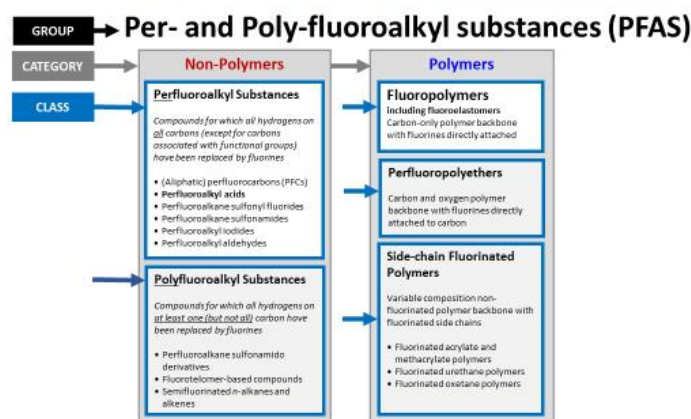 GROUP
Per- and Poly-fluoroalkyl substances (PFAS)
CATEGORY
Non-Polymers
Polymers
CLASS
Perfluoroalkyl Substances
Compounds for which all hydrogens on
all carbons (except for carbons
associated with functional groups)
have been replaced by fluorines
• (Aliphatic) perfluorocarbons (PFCs)
• Perfluoroalkyl acids
• Perfluoroalkane sulfonyl fluorides
• Perfluoroalkane sulfonamides
• Perfluoroalkyl iodides
• Perfluoroalkyl aldehydes
Polyfluoroalkyl Substances
Compounds for which all hydrogens on
at least one (but not all) carbon have
been replaced by fluorines
• Perfluoroalkane sulfonamido
derivatives
• Fluorotelomer-based compounds
• Semifluorinated n-alkanes and
alkenes
Fluoropolymers
including fluoroelastomers
Carbon-only polymer backbone
with fluorines directly attached
Perfluoropolyethers
Carbon and oxygen polymer
backbone with fluorines directly
attached to carbon
Side-chain Fluorinated
Polymers
Variable composition non-
fluorinated polymer backbone with
fluorinated side chains
• Fluorinated acrylate and
methacrylate polymers
• Fluorinated urethane polymers
• Fluorinated oxetane polymers